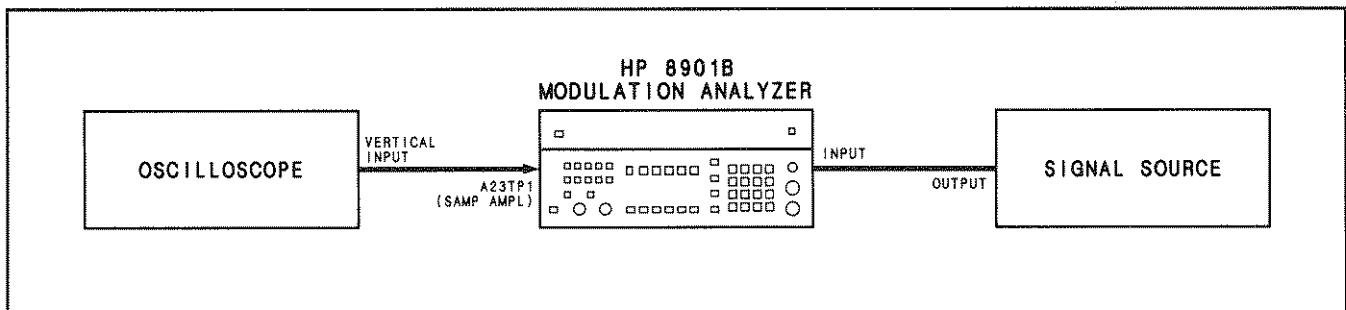 HP 8901B
MODULATION ANALYZER
OSCILLOSCOPE
VERTICAL
INPUT
A23TP1
(SAMP AMPL)
INPUT
OUTPUT
SIGNAL SOURCE